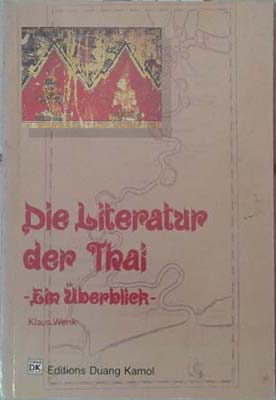 Die Literatur
der Thai
-Ein Überblick-
Klaus Wenk
DK Editions Duang Kamol